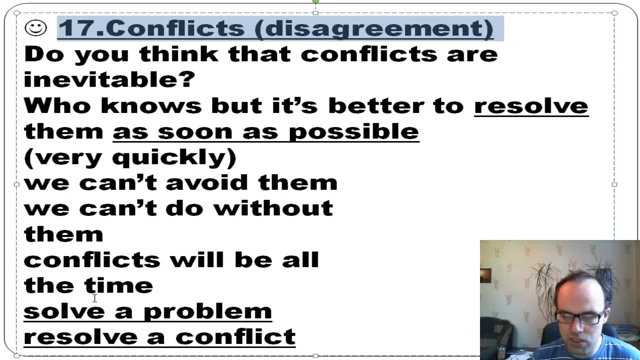 ☺ 17.Conflicts (disagreement)
Do you think that conflicts are
inevitable?
Who knows but it's better to resolve
them as soon as possible
(very quickly)
we can't avoid them
we can't do without
them
conflicts will be all
the time
solve a problem
resolve a conflict